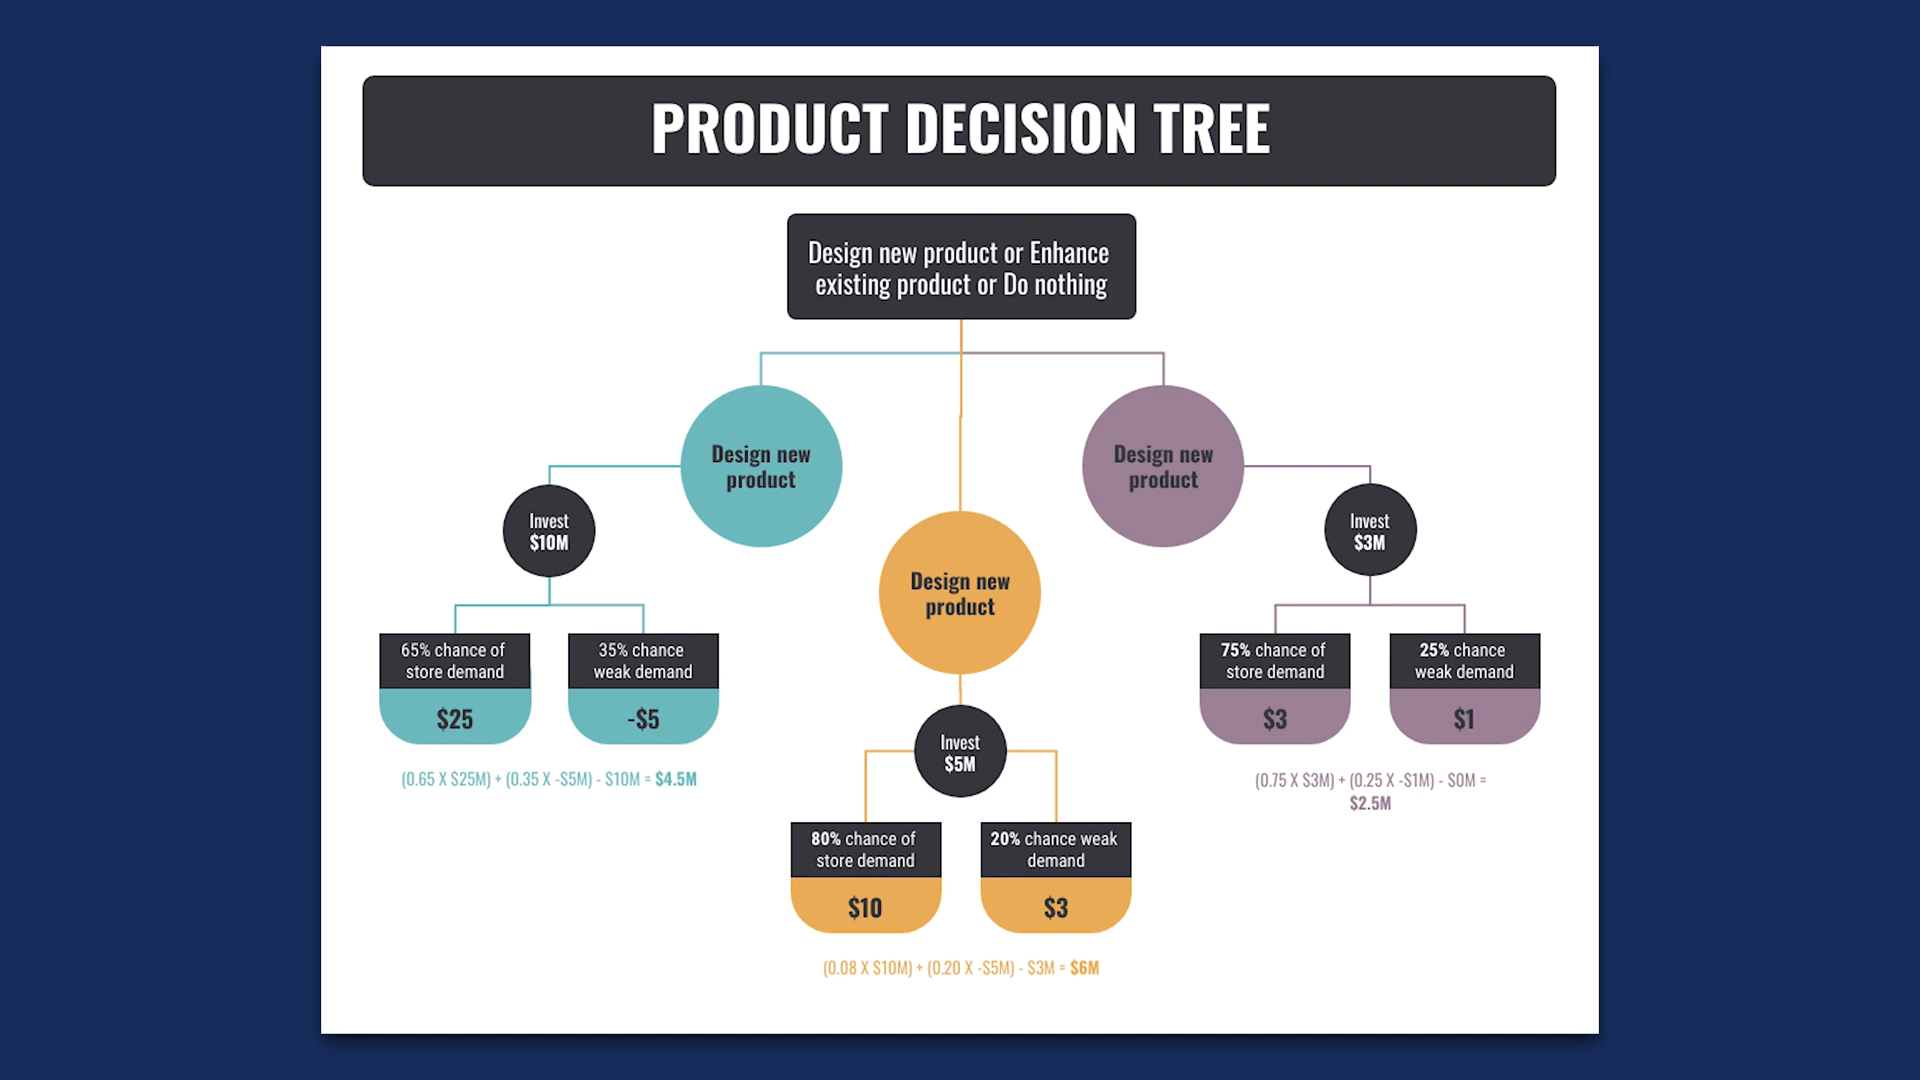 PRODUCT DECISION TREE
Design new product or Enhance
existing product or Do nothing
Design new
product
Design new
product
Design new
product
Invest
$10M
Invest
$3M
65% chance of
store demand
$25
35% chance
weak demand
-$5
(0.65 X $25M) + (0.35 X -$5M) - $10M = $4.5M
75% chance of
store demand
$3
25% chance
weak demand
$1
(0.75 X $3M) + (0.25 X -$1M) - $0M =
$2.5M
Invest
$5M
80% chance of
store demand
$10
20% chance weak
demand
$3
(0.08 X $10M) + (0.20 X -$5M) - $3M = $6M